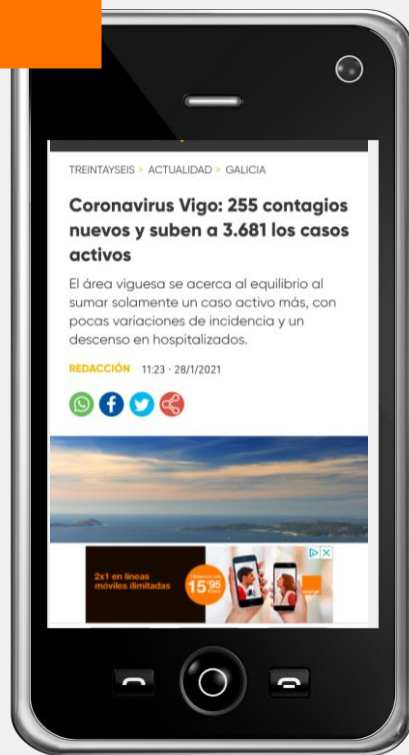 TREINTAYSEIS > ACTUALIDAD > GALICIA
Coronavirus Vigo: 255 contagios
nuevos y suben a 3.681 los casos
activos
El área viguesa se acerca al equilibrio al
sumar solamente un caso activo más, con
pocas variaciones de incidencia y un
descenso en hospitalizados.
REDACCIÓN 11:23 · 28/1/2021
2x1 en líneas
móviles ilimitadas
15'95